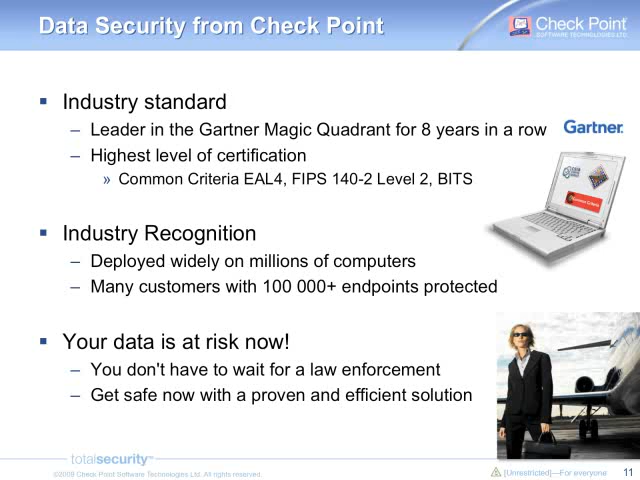 Data Security from Check Point
Check Point
SOFTWARE TECHNOLOGIES LTD.
▪ Industry standard
– Leader in the Gartner Magic Quadrant for 8 years in a row
Gartner.
– Highest level of certification
» Common Criteria EAL4, FIPS 140-2 Level 2, BITS
Common Criteria
▪ Industry Recognition
– Deployed widely on millions of computers
– Many customers with 100 000+ endpoints protected
▪ Your data is at risk now!
– You don't have to wait for a law enforcement
– Get safe now with a proven and efficient solution
totalsecurity™
©2009 Check Point Software Technologies Ltd. All rights reserved.
[Unrestricted]—For everyone
11